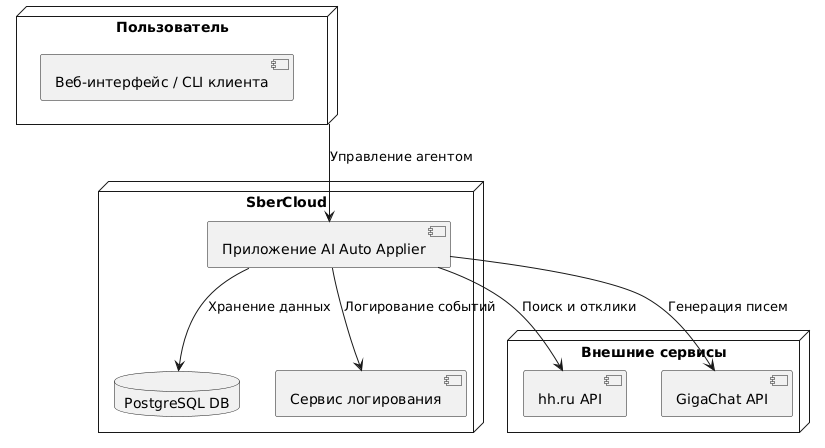 Пользователь
Веб-интерфейс / CLI клиента
Управление агентом
SberCloud
Приложение AI Auto Applier
Хранение данных
Логирование событий
Поиск и отклики
Генерация писем
Внешние сервисы
PostgreSQL DB
Сервис логирования
hh.ru API
GigaChat API